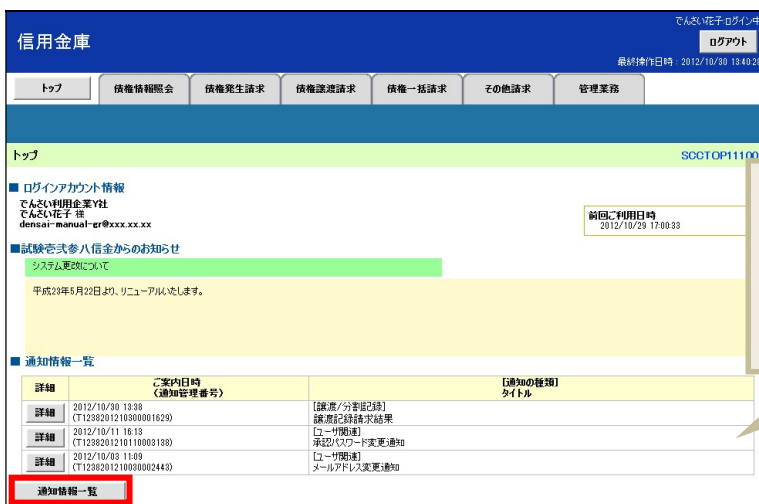 でんさい花子:ログイン中
信用金庫
ログアウト
最終操作日時：2012/10/30 13:40:28
トップ 債権情報照会 債権発生請求 債権譲渡請求 債権一括請求 その他請求 管理業務
トップ SCCTOP11100
■ ログインアカウント情報
でんさい利用企業Y社
でんさい花子 様
densai-manual-gr@xxx.xx.xx
前回ご利用日時
2012/10/29 17:00:33
■試験壱弐参八信金からのお知らせ
システム更改について
平成23年5月22日より、リニューアルいたします。
■ 通知情報一覧
詳細 ご案内日時 [通知の種類]
(通知管理番号) タイトル
詳細 2012/10/30 13:38 [譲渡/分割記録]
(T1238201210300001629) 譲渡記録請求結果
詳細 2012/10/11 16:13 [ユーザ関連]
(T1238201210110003138) 承認パスワード変更通知
詳細 2012/10/03 11:09 [ユーザ関連]
(T1238201210030002443) メールアドレス変更通知
通知情報一覧